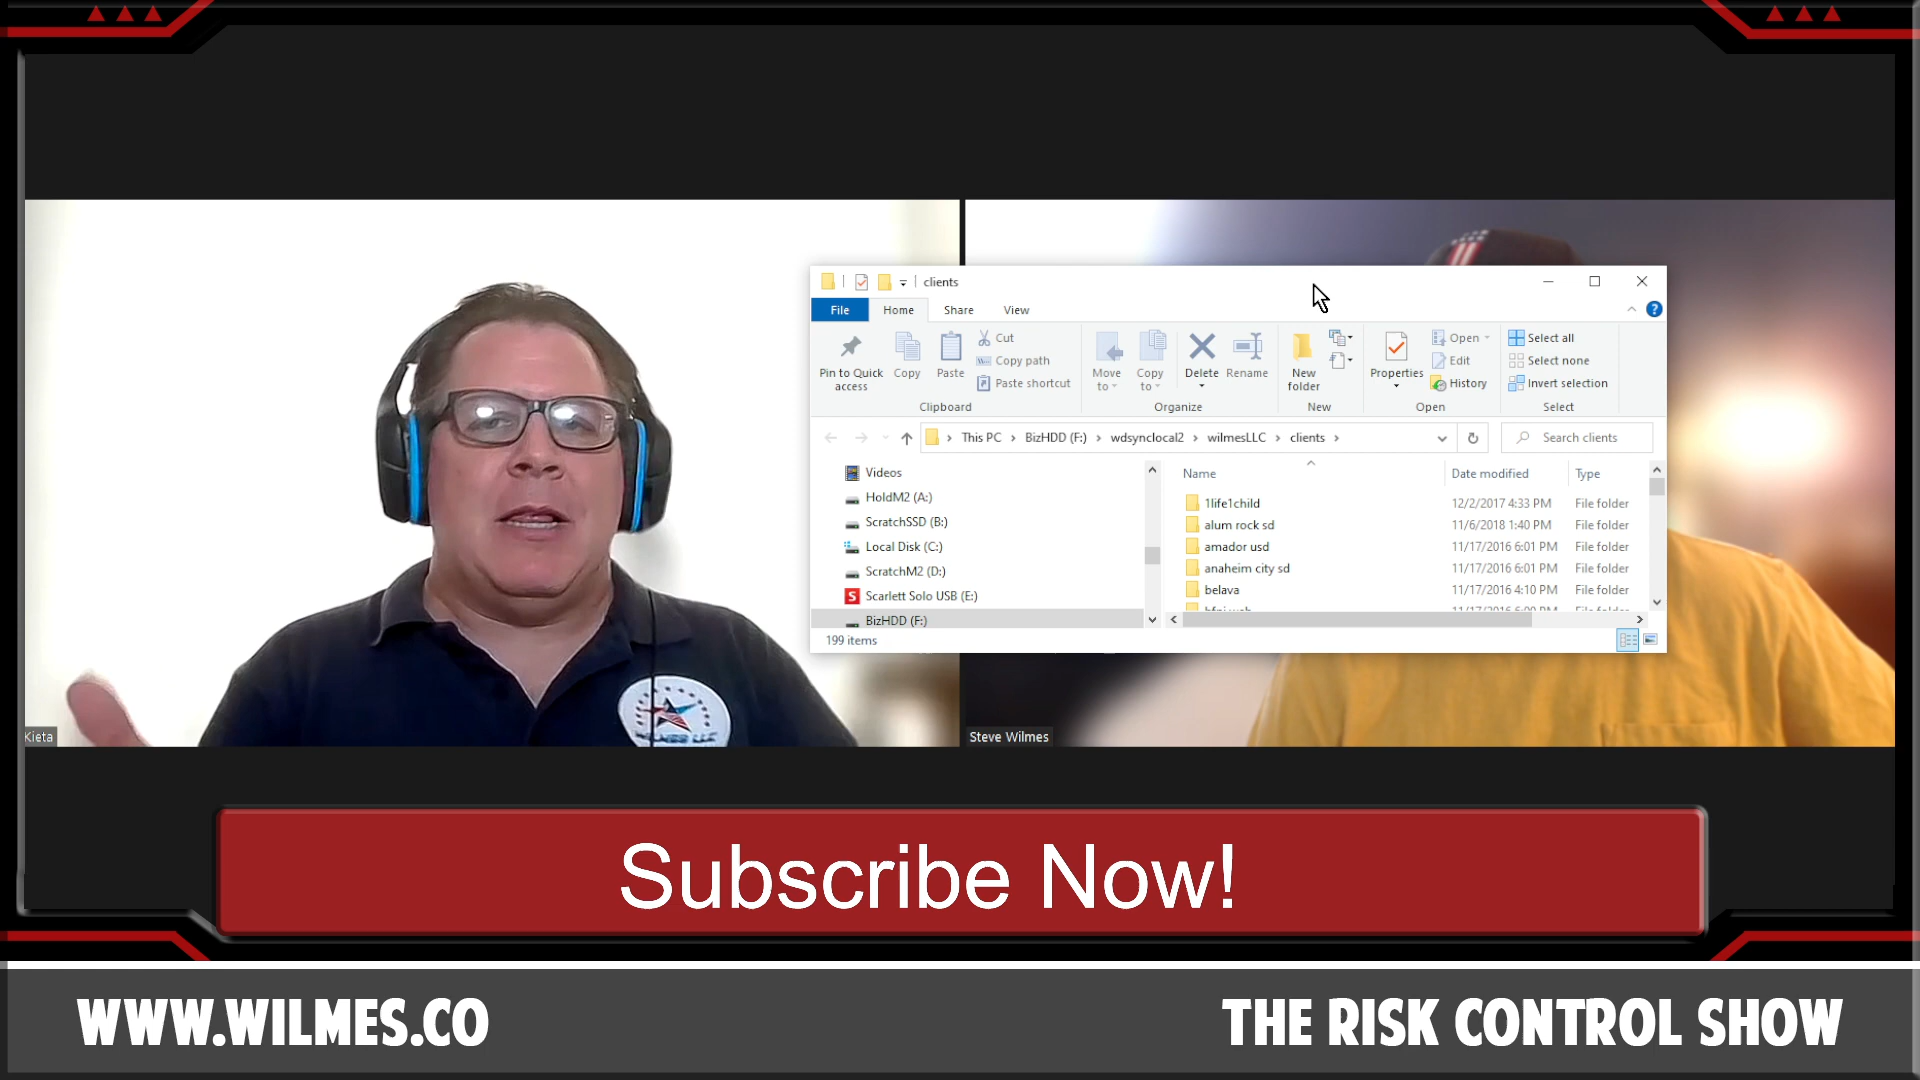 clients
File
Home
Share
View
Pin to Quick access
Copy
Paste
Cut
Copy path
Paste shortcut
Clipboard
Move to
Copy to
Delete
Rename
Organize
New folder
New
Properties
Open
Edit
History
Open
Select all
Select none
Invert selection
Select
This PC > BizHDD (F:) > wdsynclocal2 > wilmesLLC > clients >
Search clients
Videos
HoldM2 (A:)
ScratchSSD (B:)
Local Disk (C:)
ScratchM2 (D:)
S Scarlett Solo USB (E:)
BizHDD (F:)
Name Date modified Type
1life1child 12/2/2017 4:33 PM File folder
alum rock sd 11/6/2018 1:40 PM File folder
amador usd 11/17/2016 6:01 PM File folder
anaheim city sd 11/17/2016 6:01 PM File folder
belava 11/17/2016 4:10 PM File folder
199 items
WILMES LLC
Kieta
Steve Wilmes
Subscribe Now!
WWW.WILMES.CO
THE RISK CONTROL SHOW